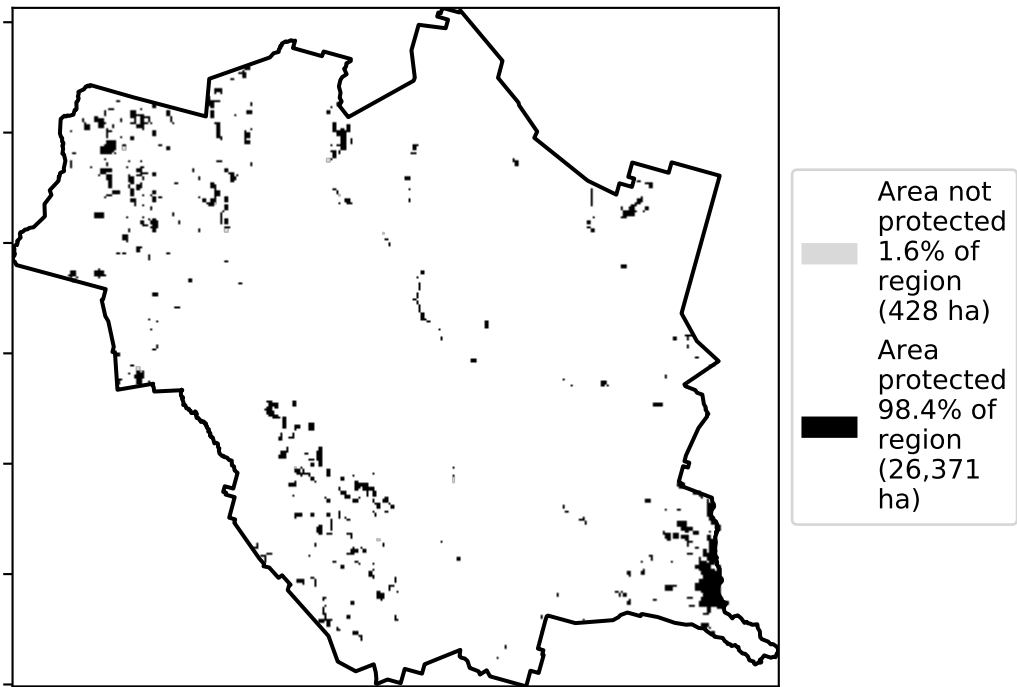 Area not
protected
1.6% of
region
(428 ha)
Area
protected
98.4% of
region
(26,371
ha)